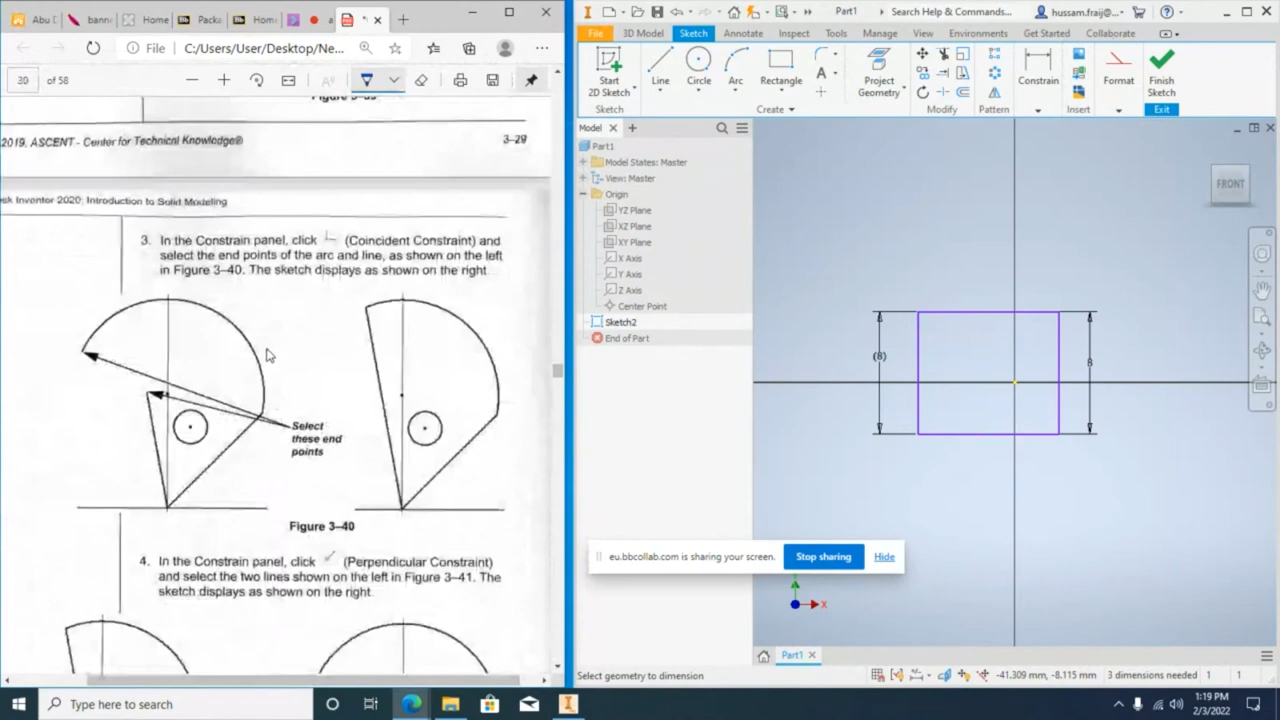 Abu D
bann
Home
Packa
Home
a
Part1
Search Help & Commands...
hussam.fraij@...
File
C:/Users/User/Desktop/Ne...
File
3D Model
Sketch
Annotate
Inspect
Tools
Manage
View
Environments
Get Started
Collaborate
30
of 58
Start
2D Sketch
Line
Circle
Arc
Rectangle
Project
Geometry
Constrain
Format
Finish
Sketch
Sketch
Create
Modify
Pattern
Insert
Exit
2019, ASCENT - Center for Technical Knowledge®
3–29
Model
Part1
Model States: Master
View: Master
Origin
YZ Plane
XZ Plane
XY Plane
X Axis
Y Axis
Z Axis
Center Point
Sketch2
End of Part
FRONT
sk Inventor 2020: Introduction to Solid Modeling
3. In the Constrain panel, click (Coincident Constraint) and
select the end points of the arc and line, as shown on the left
in Figure 3–40. The sketch displays as shown on the right
Select
these end
points
Figure 3–40
4. In the Constrain panel, click (Perpendicular Constraint)
and select the two lines shown on the left in Figure 3–41. The
sketch displays as shown on the right.
(8)
8
eu.bbcollab.com is sharing your screen.
Stop sharing
Hide
X
Part1
Select geometry to dimension
-41.309 mm, -8.115 mm
3 dimensions needed
1
1
Type here to search
1:19 PM
2/3/2022